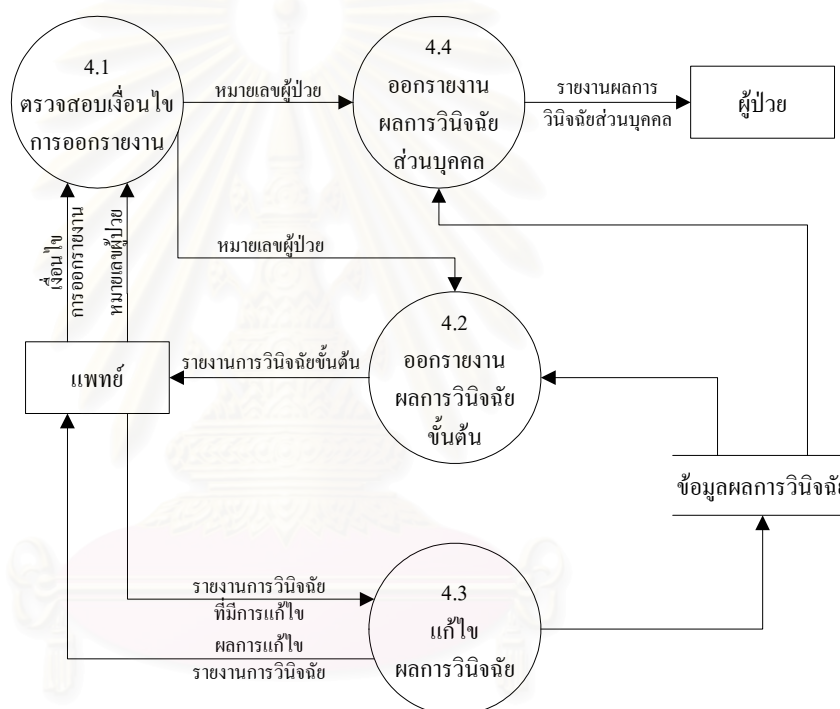 4.1
ตรวจสอบเงื่อนไข
การออกรายงาน
หมายเลขผู้ป่วย
4.4
ออกรายงาน
ผลการวินิจฉัย
ส่วนบุคคล
รายงานผลการ
วินิจฉัยส่วนบุคคล
ผู้ป่วย
เงื่อนไข
การออกรายงาน
หมายเลขผู้ป่วย
หมายเลขผู้ป่วย
4.2
ออกรายงาน
ผลการวินิจฉัย
ขั้นต้น
รายงานการวินิจฉัยขั้นต้น
แพทย์
ข้อมูลผลการวินิจฉัย
รายงานการวินิจฉัย
ที่มีการแก้ไข
ผลการแก้ไข
รายงานการวินิจฉัย
4.3
แก้ไข
ผลการวินิจฉัย